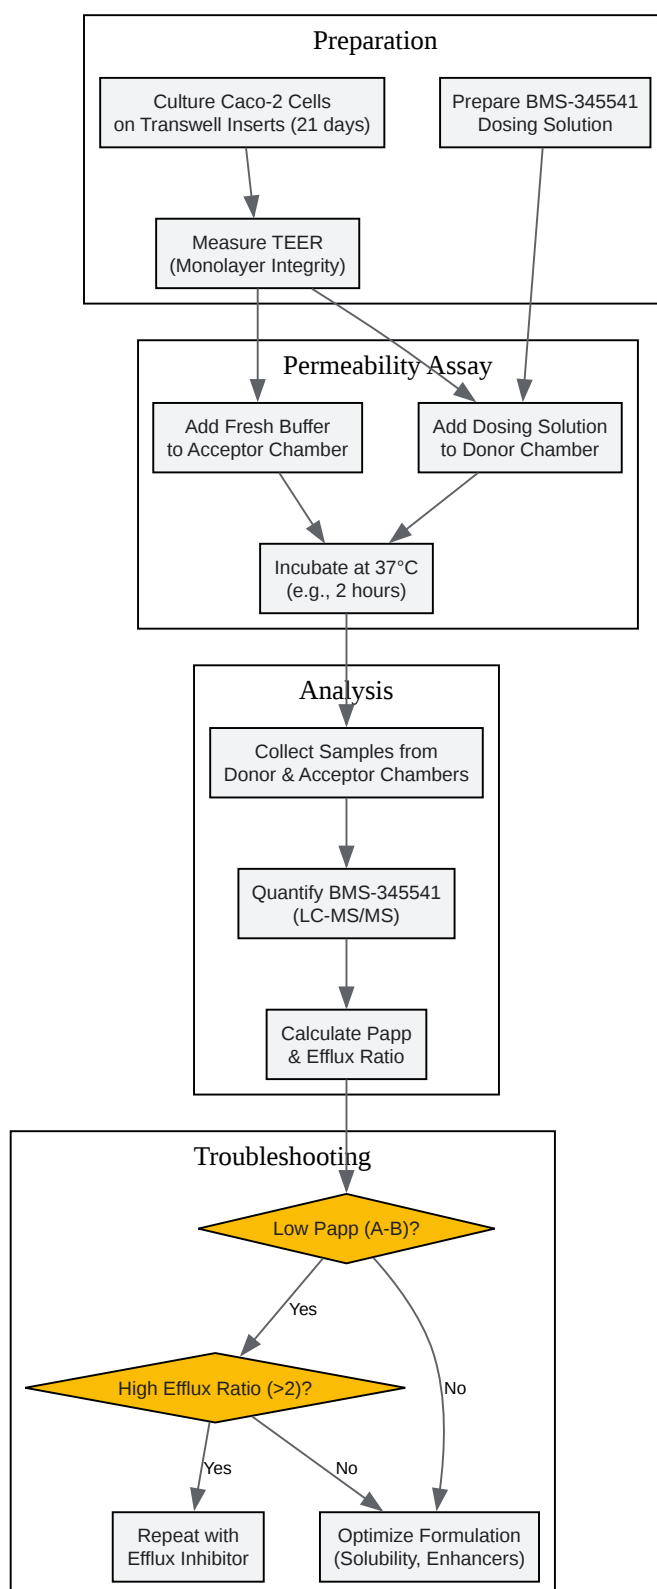 Preparation
Culture Caco-2 Cells
on Transwell Inserts (21 days)
Prepare BMS-345541
Dosing Solution
Measure TEER
(Monolayer Integrity)
Permeability Assay
Add Fresh Buffer
to Acceptor Chamber
Add Dosing Solution
to Donor Chamber
Incubate at 37°C
(e.g., 2 hours)
Analysis
Collect Samples from
Donor & Acceptor Chambers
Quantify BMS-345541
(LC-MS/MS)
Calculate Papp
& Efflux Ratio
Troubleshooting
Low Papp (A-B)?
Yes
High Efflux Ratio (>2)?
No
Yes
No
Repeat with
Efflux Inhibitor
Optimize Formulation
(Solubility, Enhancers)